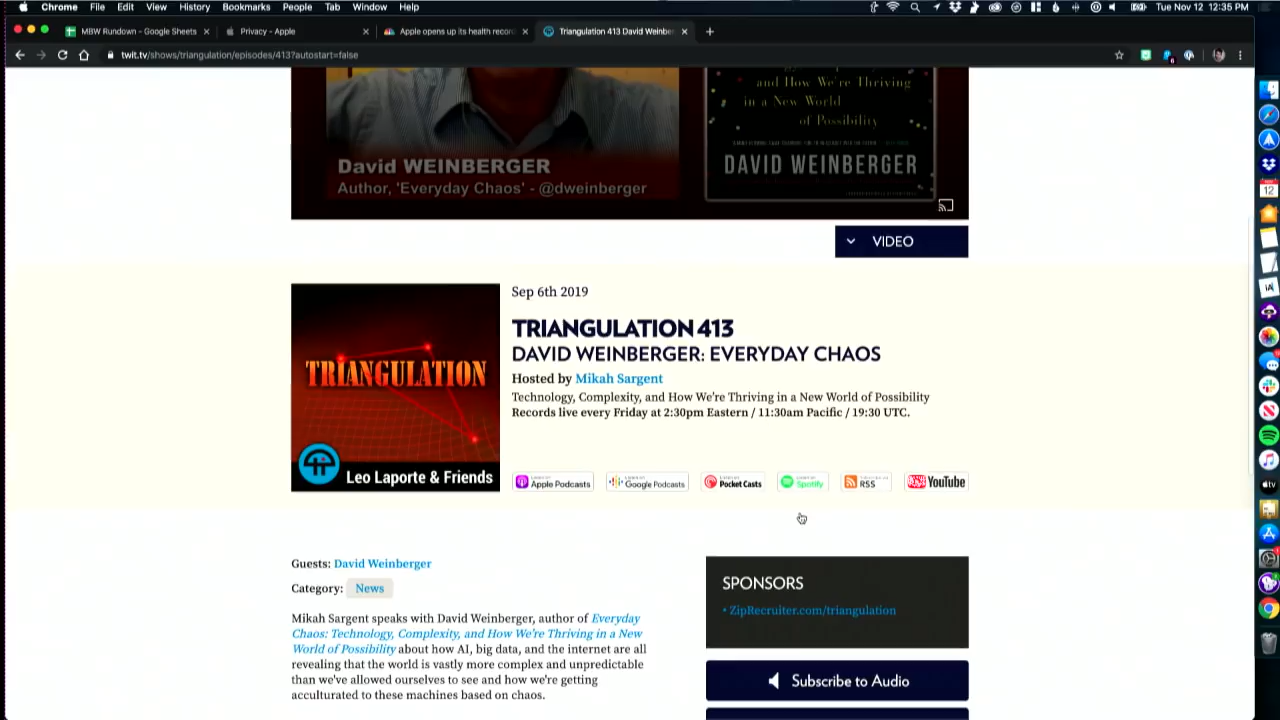 Chrome File Edit View History Bookmarks People Tab Window Help Tue Nov 12 12:35 PM
MBW Rundown - Google Sheets Privacy - Apple Apple opens up its health record Triangulation 413 David Weinber
twit.tv/shows/triangulation/episodes/413?autostart=false
and How We're Thriving
in a New World
of Possibility
David WEINBERGER
Author, 'Everyday Chaos' - @dweinberger
DAVID WEINBERGER
VIDEO
Sep 6th 2019
TRIANGULATION 413
DAVID WEINBERGER: EVERYDAY CHAOS
Hosted by Mikah Sargent
Technology, Complexity, and How We're Thriving in a New World of Possibility
Records live every Friday at 2:30pm Eastern / 11:30am Pacific / 19:30 UTC.
TRIANGULATION
Leo Laporte & Friends
Apple Podcasts Google Podcasts Pocket Casts Spotify RSS YouTube
Guests: David Weinberger
Category: News
Mikah Sargent speaks with David Weinberger, author of Everyday
Chaos: Technology, Complexity, and How We're Thriving in a New
World of Possibility about how AI, big data, and the internet are all
revealing that the world is vastly more complex and unpredictable
than we've allowed ourselves to see and how we're getting
acculturated to these machines based on chaos.
SPONSORS
• ZipRecruiter.com/triangulation
Subscribe to Audio
12
iA
tv